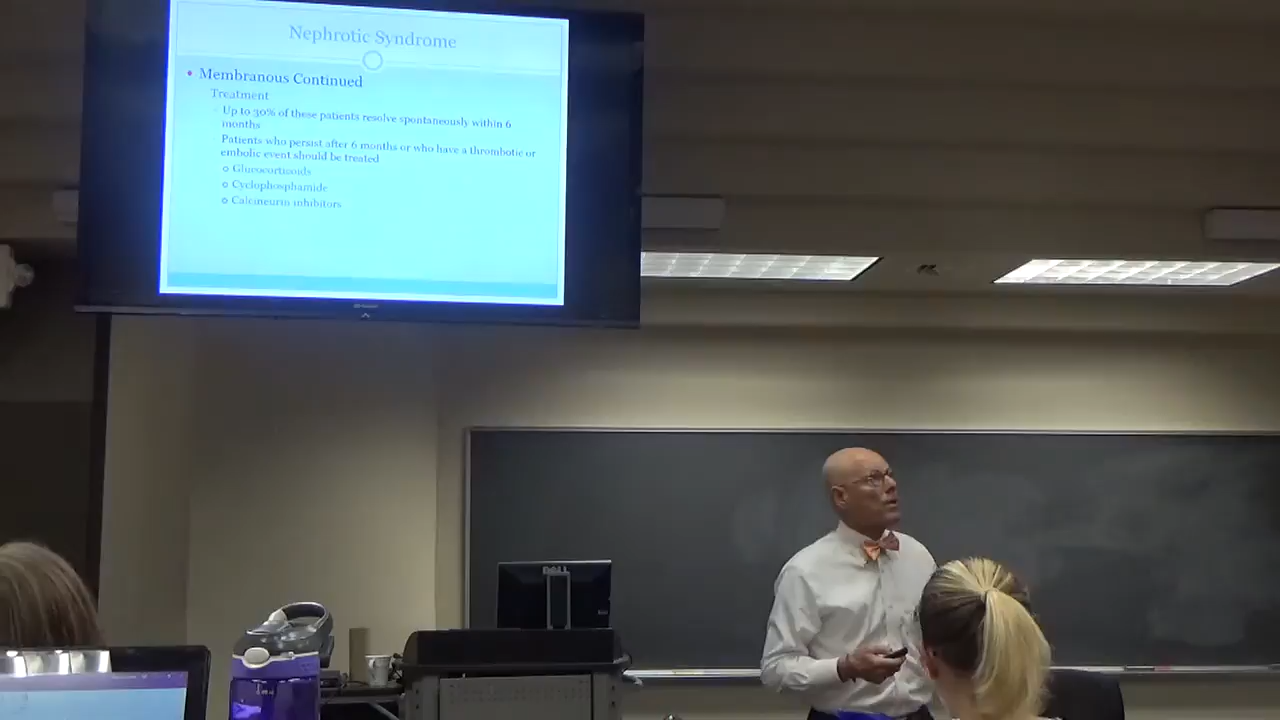 Nephrotic Syndrome
Membranous Continued
Treatment
Up to 30% of these patients resolve spontaneously within 6
months
Patients who persist after 6 months or who have a thrombotic or
embolic event should be treated
Glucocorticoids
Cyclophosphamide
Calcineurin inhibitors
DELL